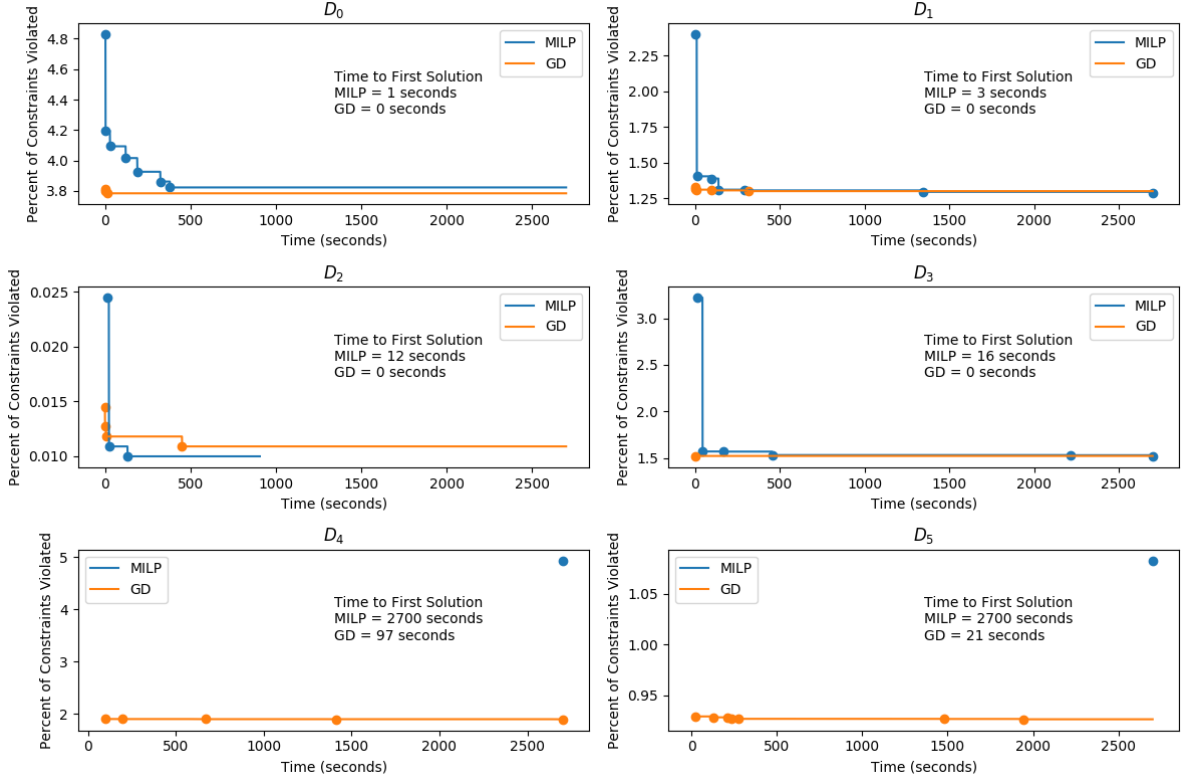 D₀
Percent of Constraints Violated
4.8
4.6
4.4
4.2
4.0
3.8
MILP
GD
Time to First Solution
MILP = 1 seconds
GD = 0 seconds
0 500 1000 1500 2000 2500
Time (seconds)
D₁
Percent of Constraints Violated
2.25
2.00
1.75
1.50
1.25
MILP
GD
Time to First Solution
MILP = 3 seconds
GD = 0 seconds
0 500 1000 1500 2000 2500
Time (seconds)
D₂
Percent of Constraints Violated
0.025
0.020
0.015
0.010
MILP
GD
Time to First Solution
MILP = 12 seconds
GD = 0 seconds
0 500 1000 1500 2000 2500
Time (seconds)
D₃
Percent of Constraints Violated
3.0
2.5
2.0
1.5
MILP
GD
Time to First Solution
MILP = 16 seconds
GD = 0 seconds
0 500 1000 1500 2000 2500
Time (seconds)
D₄
Percent of Constraints Violated
5
4
3
2
MILP
GD
Time to First Solution
MILP = 2700 seconds
GD = 97 seconds
0 500 1000 1500 2000 2500
Time (seconds)
D₅
Percent of Constraints Violated
1.05
1.00
0.95
MILP
GD
Time to First Solution
MILP = 2700 seconds
GD = 21 seconds
0 500 1000 1500 2000 2500
Time (seconds)